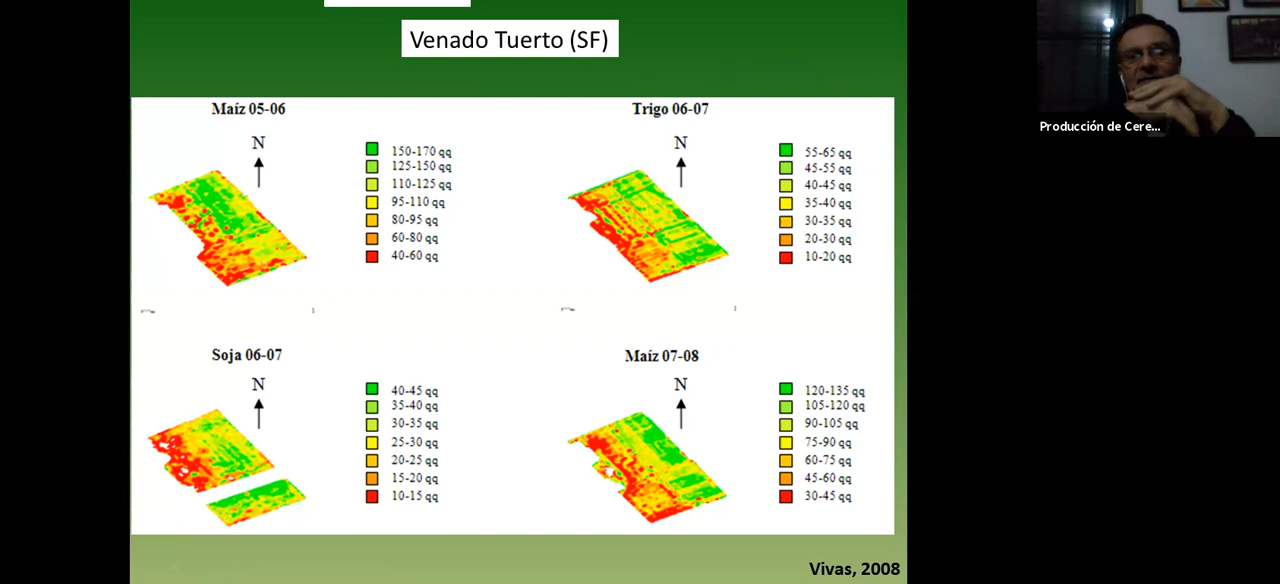 Venado Tuerto (SF)
Maíz 05-06
N
150-170 qq
125-150 qq
110-125 qq
95-110 qq
80-95 qq
60-80 qq
40-60 qq
Trigo 06-07
N
55-65 qq
45-55 qq
40-45 qq
35-40 qq
30-35 qq
20-30 qq
10-20 qq
Soja 06-07
N
40-45 qq
35-40 qq
30-35 qq
25-30 qq
20-25 qq
15-20 qq
10-15 qq
Maíz 07-08
N
120-135 qq
105-120 qq
90-105 qq
75-90 qq
60-75 qq
45-60 qq
30-45 qq
Vivas, 2008
Producción de Cere...